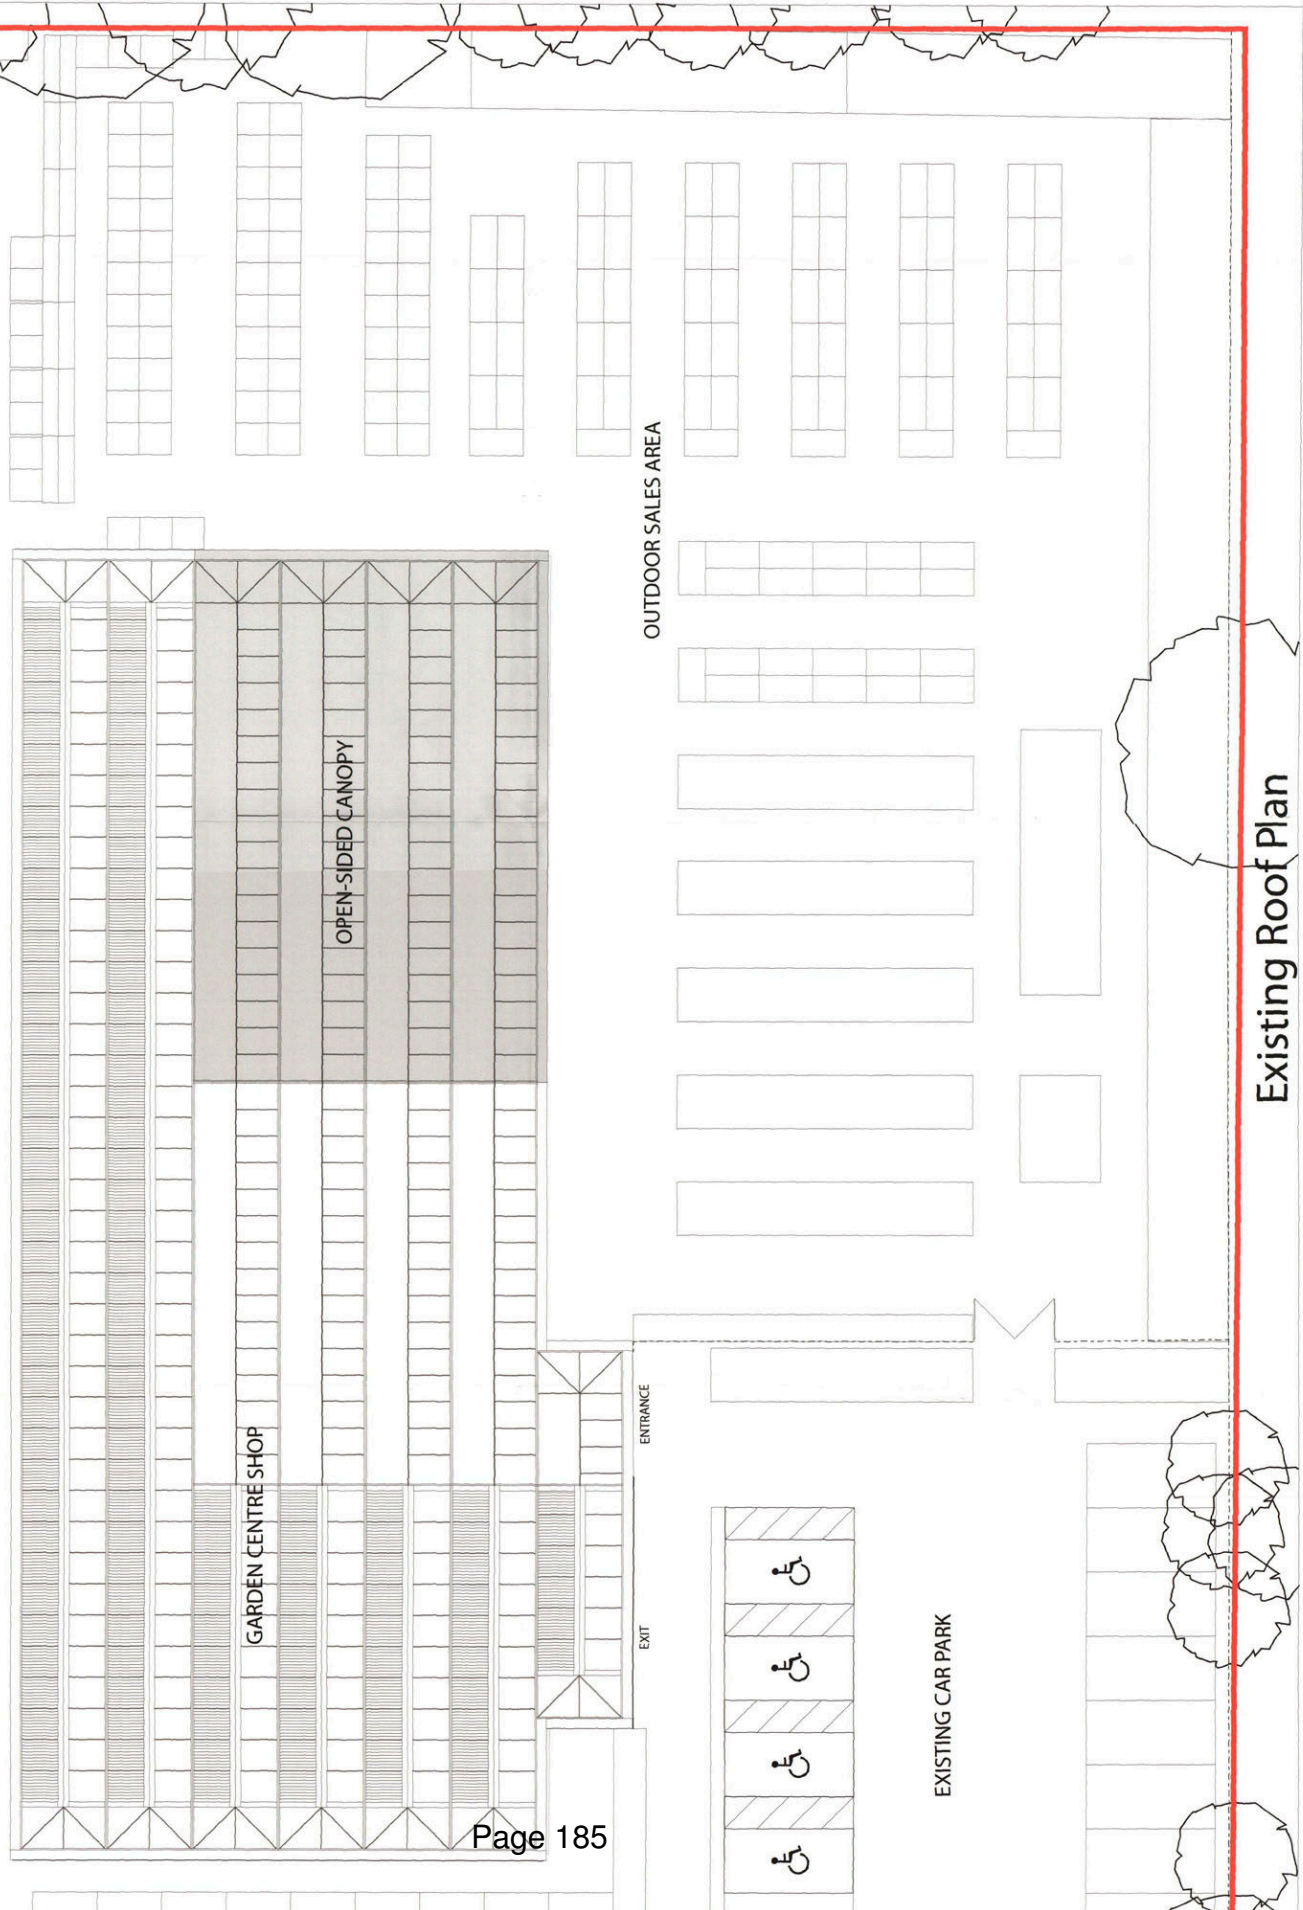 OUTDOOR SALES AREA
OPEN-SIDED CANOPY
Existing Roof Plan
GARDEN CENTRE SHOP
ENTRANCE
EXIT
EXISTING CAR PARK
Page 185